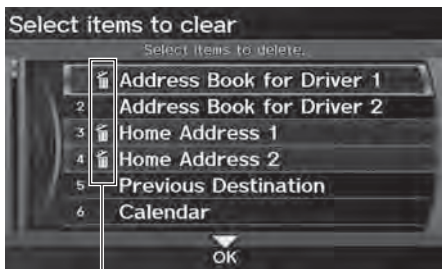 Select items to clear
Select items to delete.
Address Book for Driver 1
2 Address Book for Driver 2
3 Home Address 1
4 Home Address 2
5 Previous Destination
6 Calendar
OK